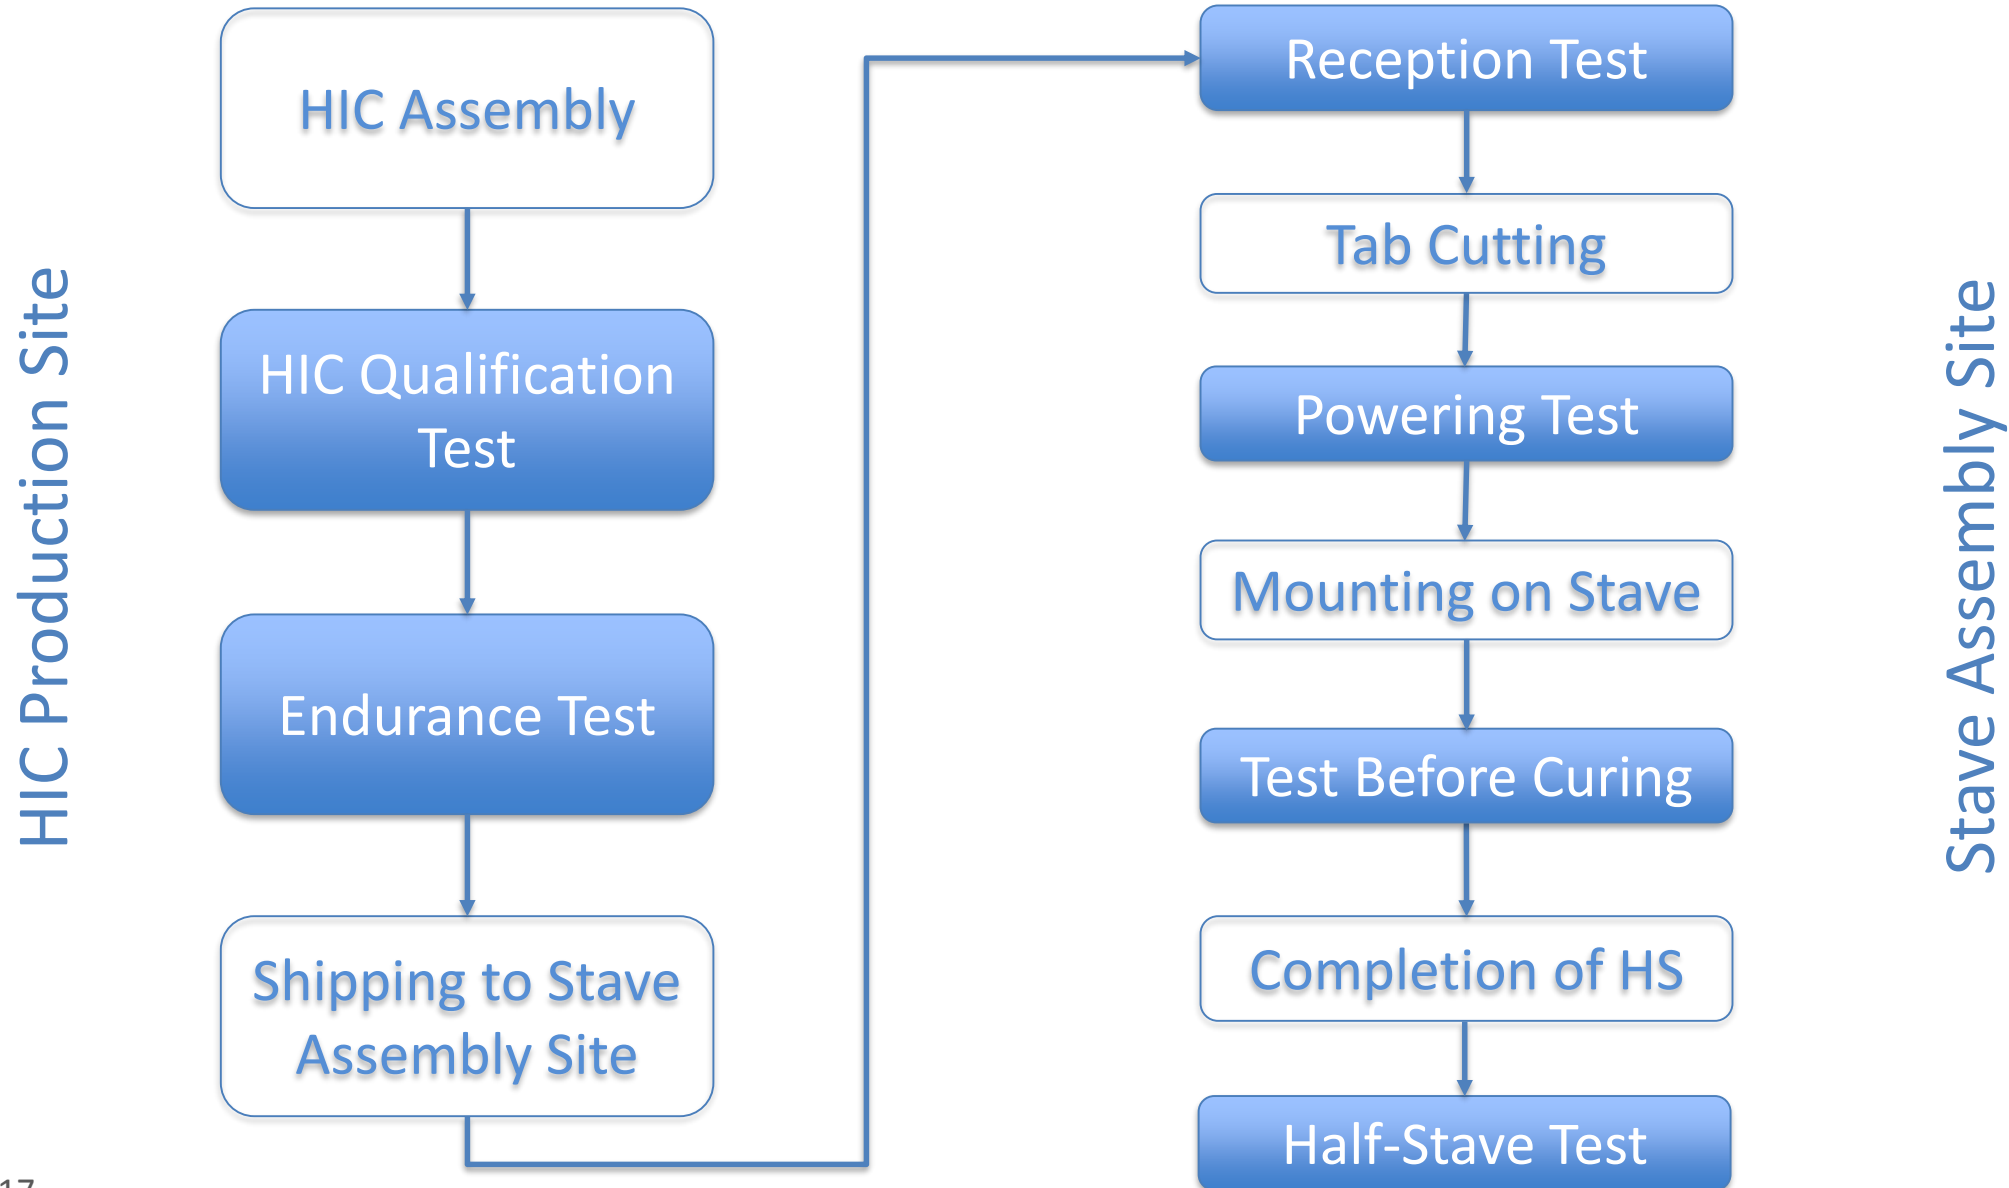 HIC Production Site
HIC Assembly
HIC Qualification
Test
Endurance Test
Shipping to Stave
Assembly Site
Reception Test
Tab Cutting
Powering Test
Mounting on Stave
Test Before Curing
Completion of HS
Half-Stave Test
Stave Assembly Site
17